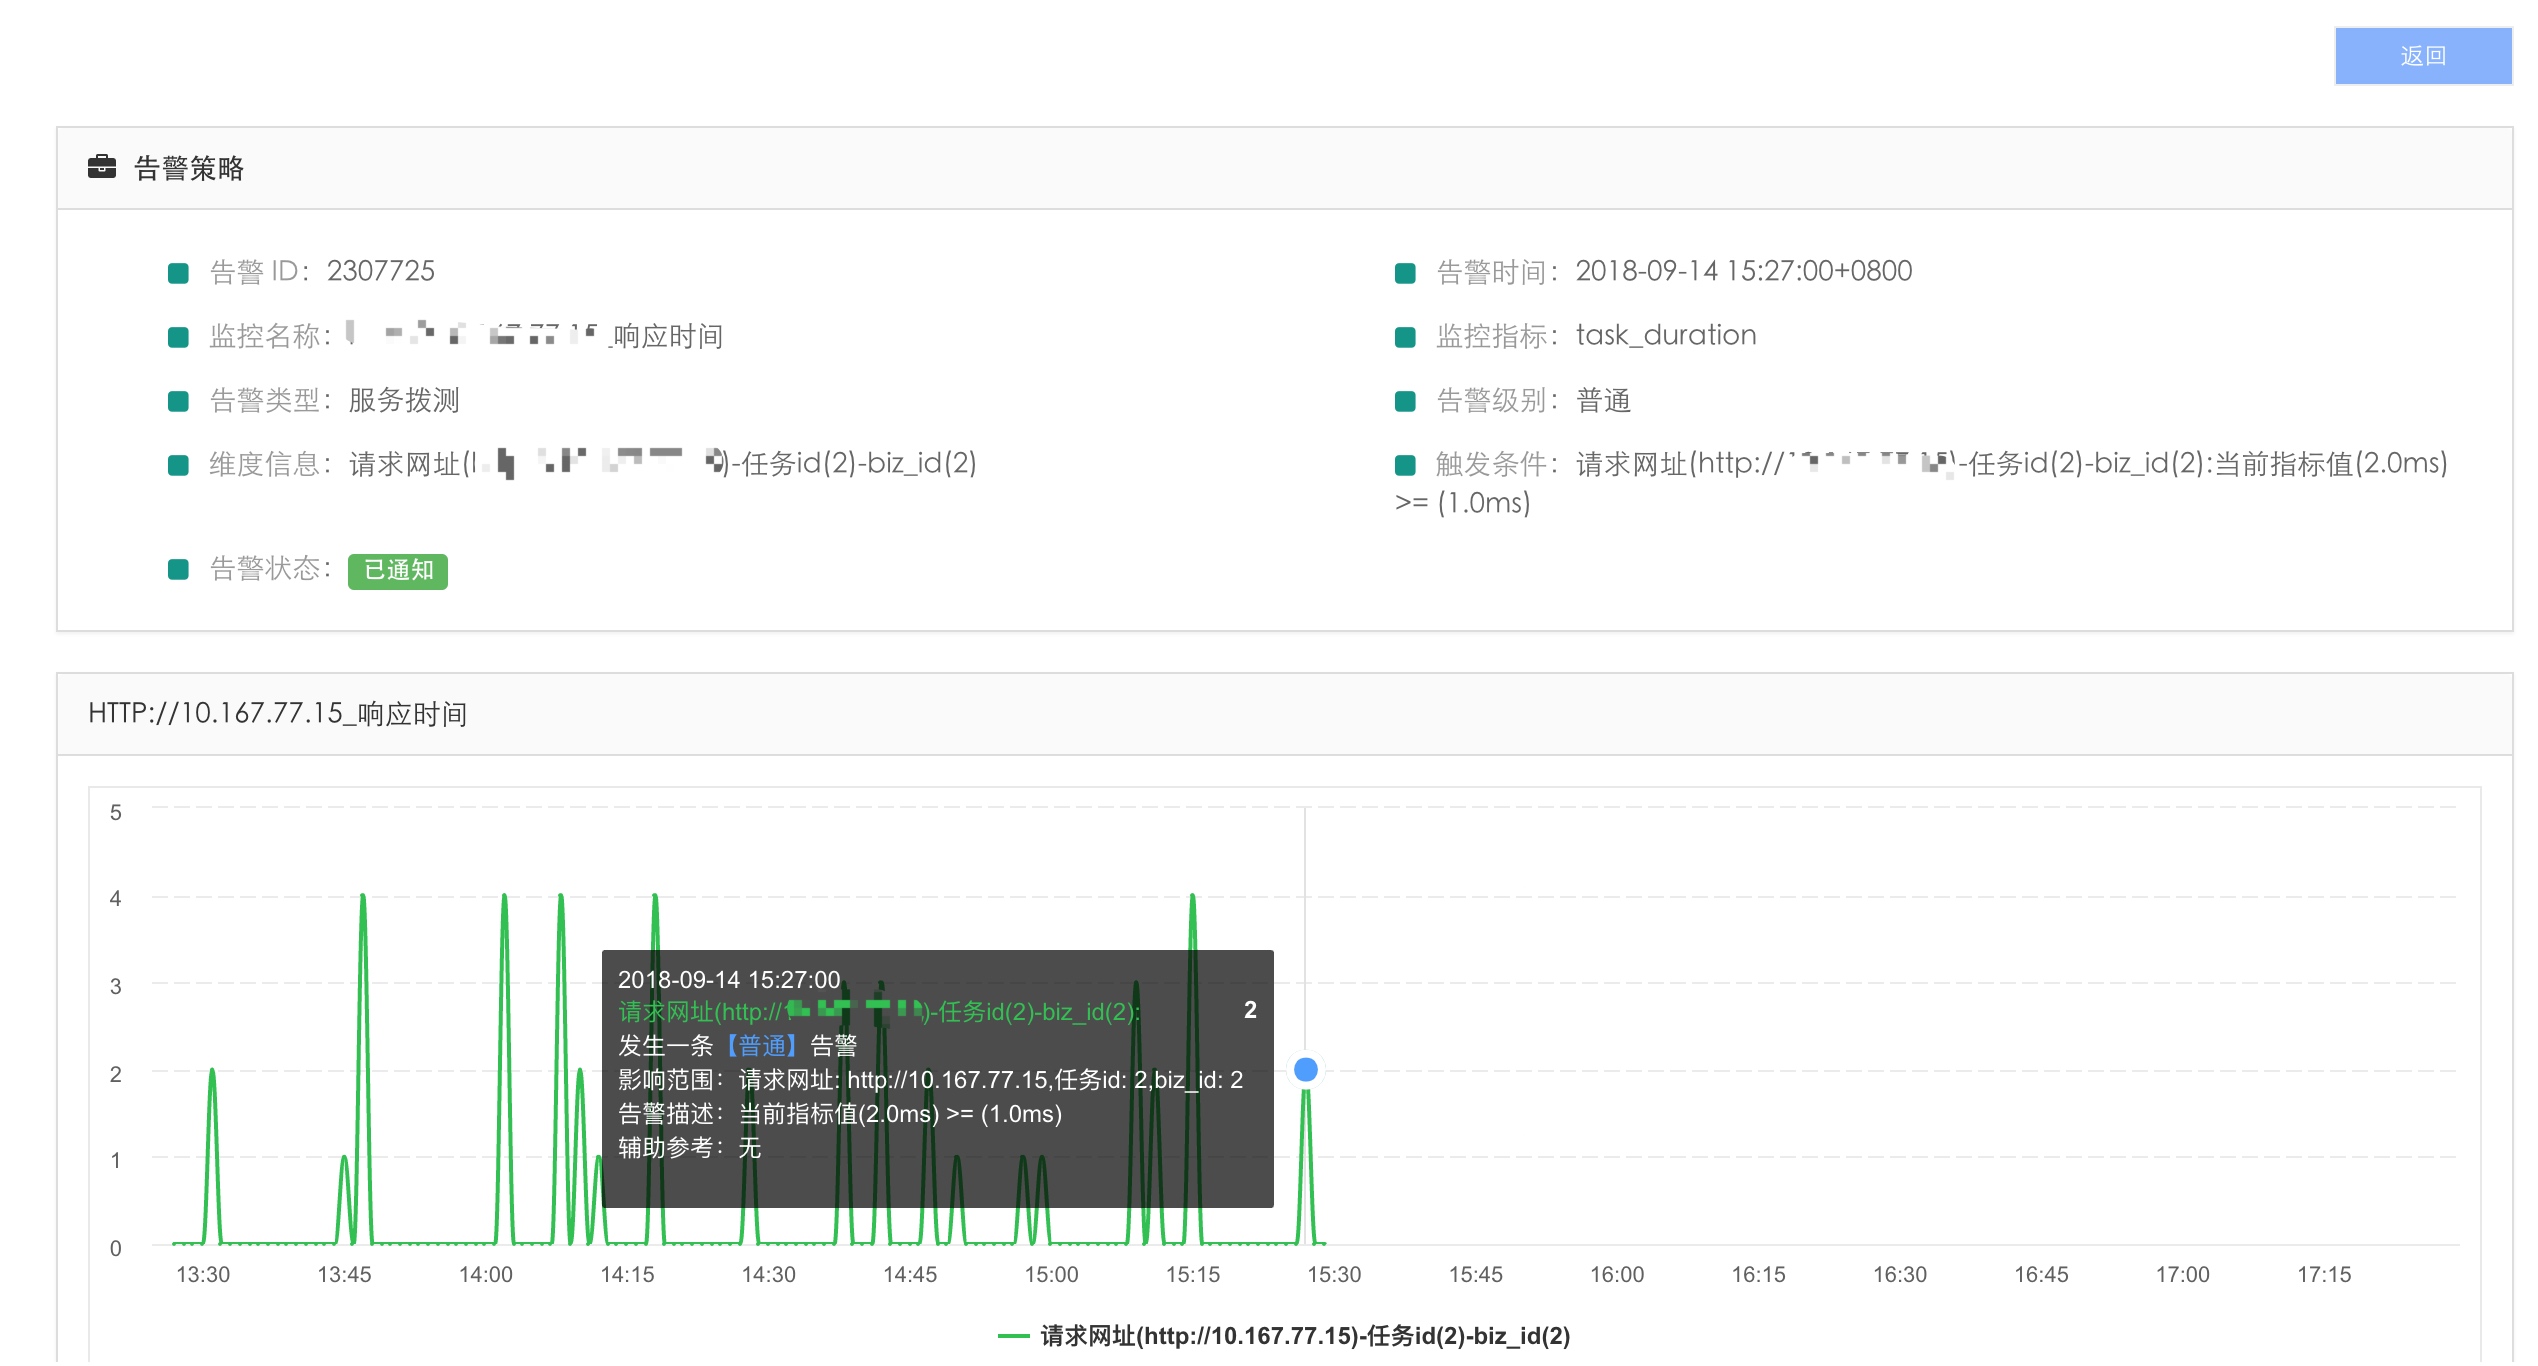 返回
告警策略
告警 ID： 2307725
告警时间： 2018-09-14 15:27:00+0800
监控名称： _响应时间
监控指标： task_duration
告警类型： 服务拨测
告警级别： 普通
维度信息： 请求网址( )-任务id(2)-biz_id(2)
触发条件： 请求网址(http:// )-任务id(2)-biz_id(2):当前指标值(2.0ms)
>= (1.0ms)
告警状态： 已通知
HTTP://10.167.77.15_响应时间
5
4
3
2
1
0
2018-09-14 15:27:00
请求网址(http:// )-任务id(2)-biz_id(2): 2
发生一条【普通】告警
影响范围：请求网址: http://10.167.77.15,任务id: 2,biz_id: 2
告警描述：当前指标值(2.0ms) >= (1.0ms)
辅助参考：无
13:30 13:45 14:00 14:15 14:30 14:45 15:00 15:15 15:30 15:45 16:00 16:15 16:30 16:45 17:00 17:15
请求网址(http://10.167.77.15)-任务id(2)-biz_id(2)